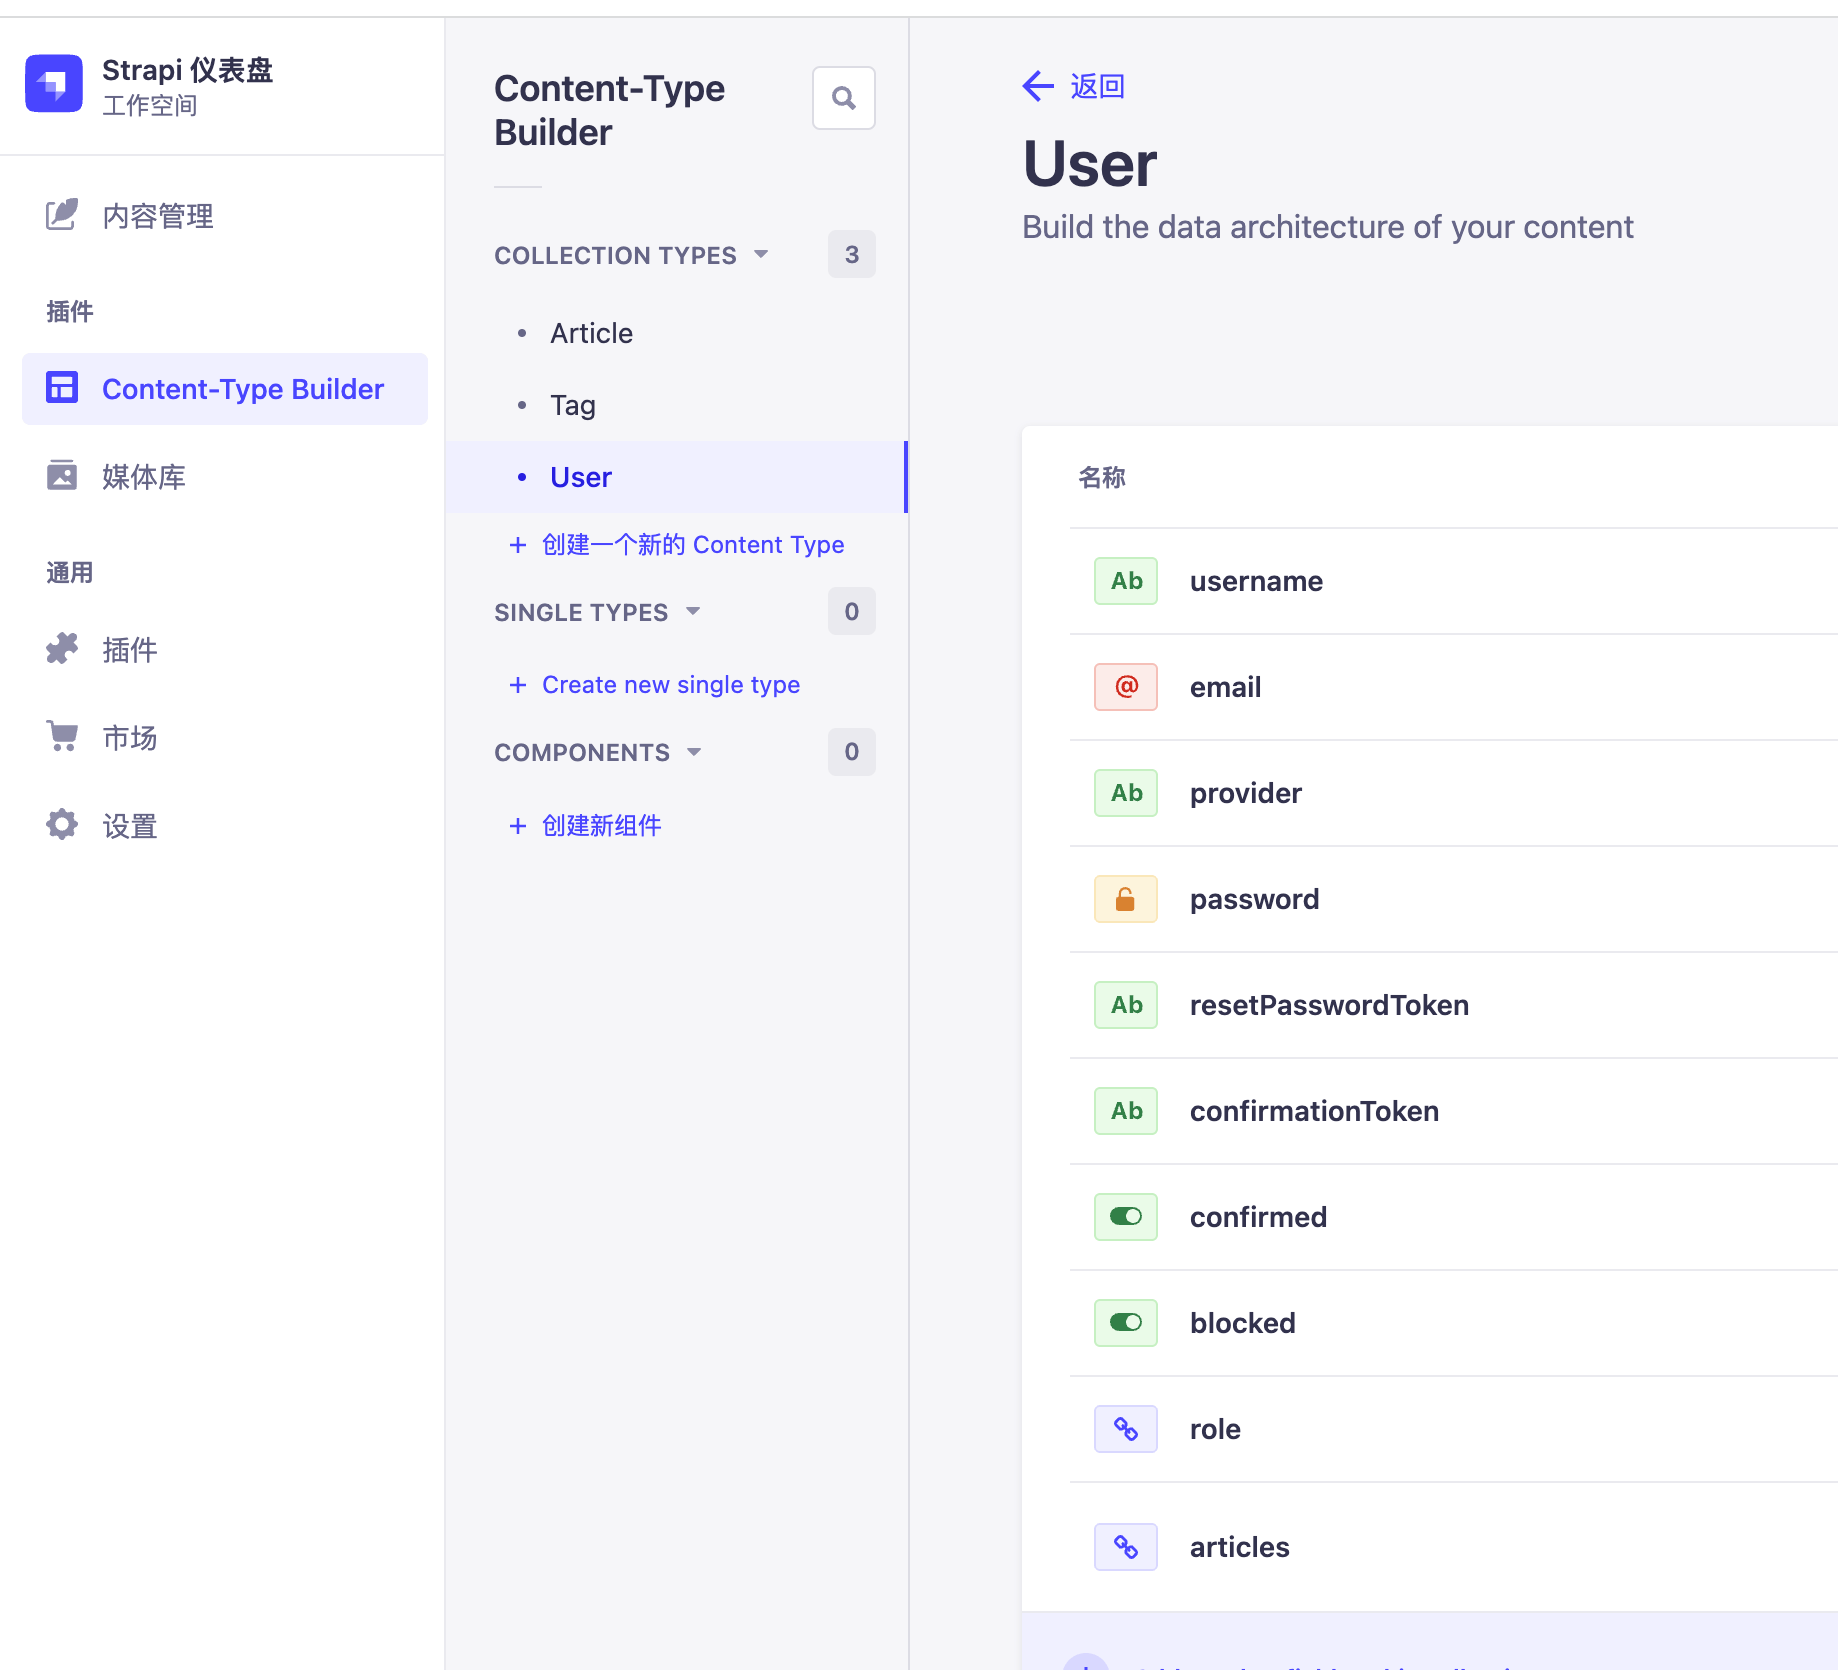 Strapi 仪表盘
工作空间
内容管理
插件
Content-Type Builder
媒体库
通用
插件
市场
设置
Content-Type
Builder
COLLECTION TYPES
3
Article
Tag
User
+ 创建一个新的 Content Type
SINGLE TYPES
0
+ Create new single type
COMPONENTS
0
+ 创建新组件
返回
User
Build the data architecture of your content
名称
Ab username
@ email
Ab provider
password
Ab resetPasswordToken
Ab confirmationToken
confirmed
blocked
role
articles